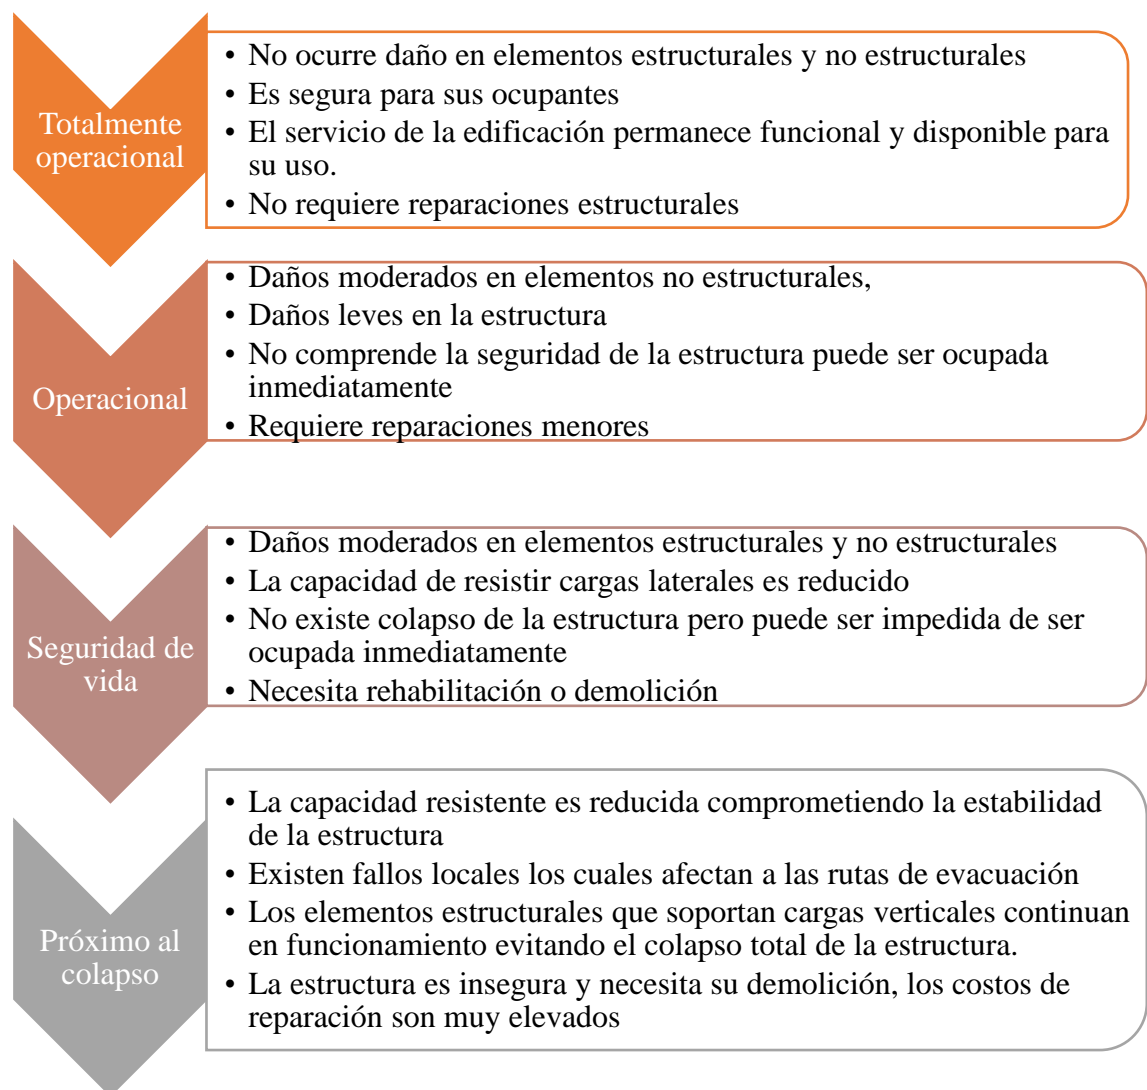 Totalmente
operacional
• No ocurre daño en elementos estructurales y no estructurales
• Es segura para sus ocupantes
• El servicio de la edificación permanece funcional y disponible para
su uso.
• No requiere reparaciones estructurales
Operacional
• Daños moderados en elementos no estructurales,
• Daños leves en la estructura
• No comprende la seguridad de la estructura puede ser ocupada
inmediatamente
• Requiere reparaciones menores
Seguridad de
vida
• Daños moderados en elementos estructurales y no estructurales
• La capacidad de resistir cargas laterales es reducido
• No existe colapso de la estructura pero puede ser impedida de ser
ocupada inmediatamente
• Necesita rehabilitación o demolición
Próximo al
colapso
• La capacidad resistente es reducida comprometiendo la estabilidad
de la estructura
• Existen fallos locales los cuales afectan a las rutas de evacuación
• Los elementos estructurales que soportan cargas verticales continuan
en funcionamiento evitando el colapso total de la estructura.
• La estructura es insegura y necesita su demolición, los costos de
reparación son muy elevados